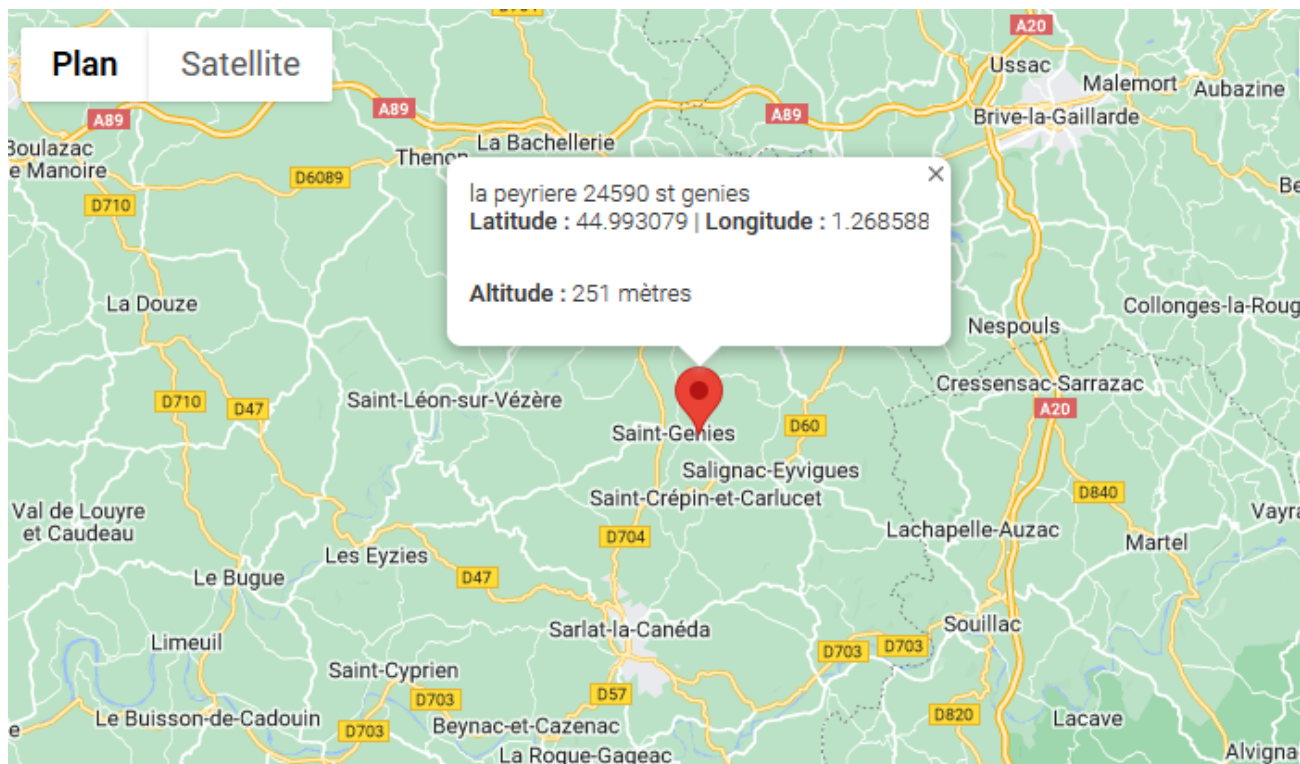 Plan
Satellite
A20
Ussac
Malemort
Aubazine
A89
A89
A89
Brive-la-Gaillarde
La Bachellerie
Boulazac
e Manoire
Thenon
D6089
D710
la peyriere 24590 st genies
Latitude : 44.993079 | Longitude : 1.268588
Altitude : 251 mètres
Be
La Douze
Collonges-la-Roug
Nespouls
Cressensac-Sarrazac
D710
D47
Saint-Léon-sur-Vézère
A20
Saint-Genies
D60
Salignac-Eyvigues
Saint-Crépin-et-Carlucet
D840
Val de Louyre
et Caudeau
Vayra
Lachapelle-Auzac
Martel
D704
Les Eyzies
Le Bugue
D47
Sarlat-la-Canéda
Souillac
Limeuil
D703
D703
Saint-Cyprien
D703
D57
Le Buisson-de-Cadouin
D703
Beynac-et-Cazenac
D820
Lacave
e
La Roque-Gageac
Alvigna